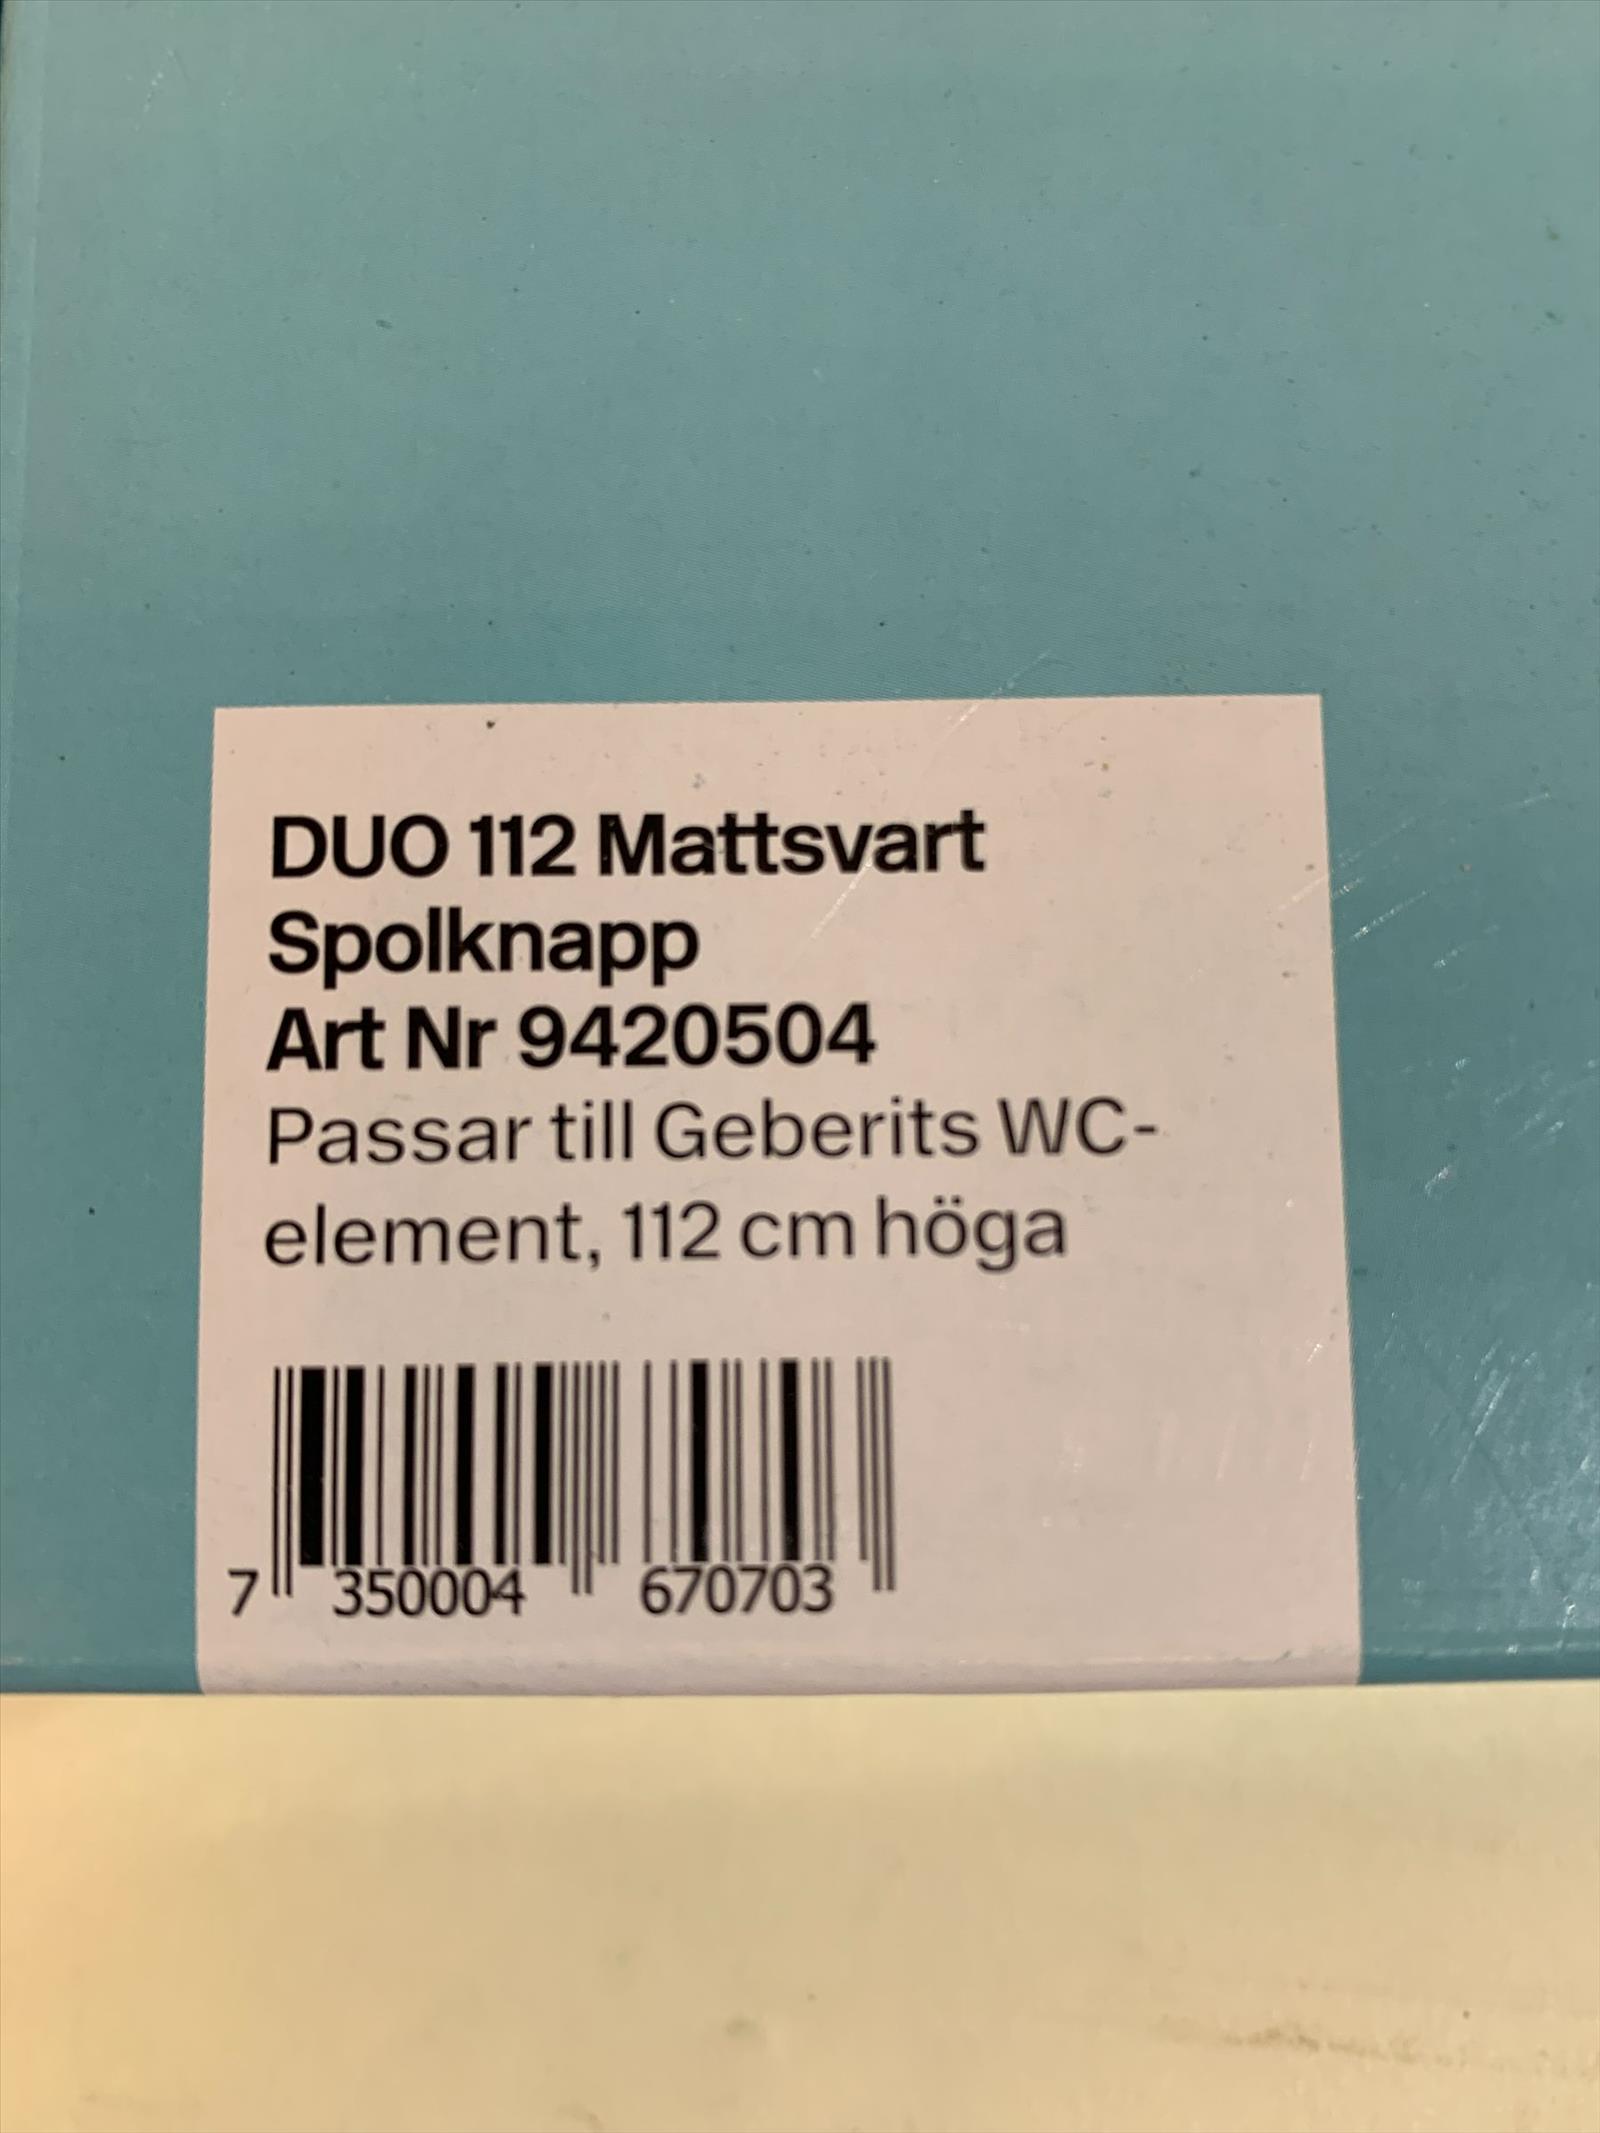 DUO 112 Mattsvart
Spolknapp
Art Nr 9420504
Passar till Geberits WC-
element, 112 cm höga
7 350004 670703